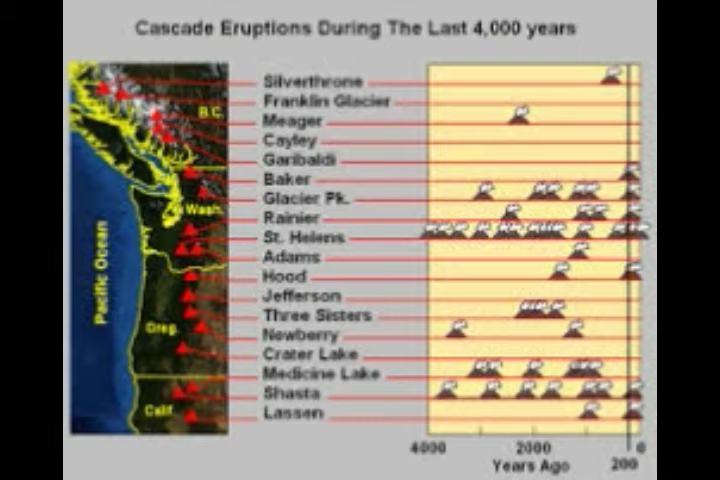 Cascade Eruptions During The Last 4,000 years
Silverthrone
Franklin Glacier
Meager
Cayley
Garibaldi
Baker
Glacier Pk.
Rainier
St. Helens
Adams
Hood
Jefferson
Three Sisters
Newberry
Crater Lake
Medicine Lake
Shasta
Lassen
B.C.
Wash.
Pacific Ocean
Oreg.
Calif
4000 2000 0
Years Ago 200